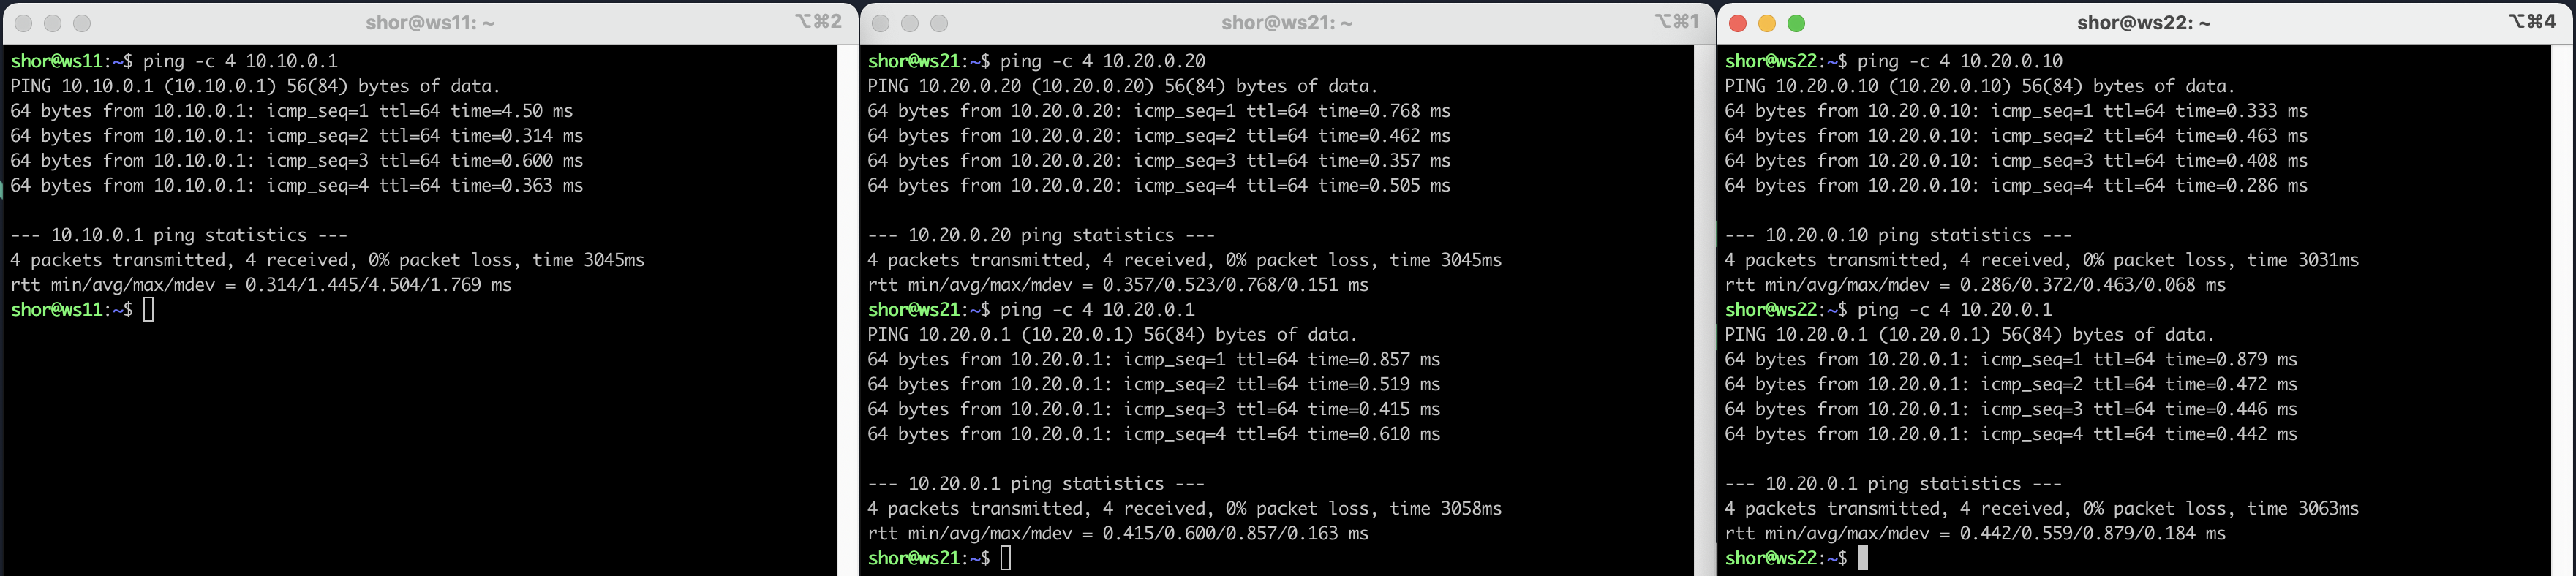 shor@ws11: ~
⌥⌘2
shor@ws11:~$ ping -c 4 10.10.0.1
PING 10.10.0.1 (10.10.0.1) 56(84) bytes of data.
64 bytes from 10.10.0.1: icmp_seq=1 ttl=64 time=4.50 ms
64 bytes from 10.10.0.1: icmp_seq=2 ttl=64 time=0.314 ms
64 bytes from 10.10.0.1: icmp_seq=3 ttl=64 time=0.600 ms
64 bytes from 10.10.0.1: icmp_seq=4 ttl=64 time=0.363 ms
--- 10.10.0.1 ping statistics ---
4 packets transmitted, 4 received, 0% packet loss, time 3045ms
rtt min/avg/max/mdev = 0.314/1.445/4.504/1.769 ms
shor@ws11:~$
shor@ws21: ~
⌥⌘1
shor@ws21:~$ ping -c 4 10.20.0.20
PING 10.20.0.20 (10.20.0.20) 56(84) bytes of data.
64 bytes from 10.20.0.20: icmp_seq=1 ttl=64 time=0.768 ms
64 bytes from 10.20.0.20: icmp_seq=2 ttl=64 time=0.462 ms
64 bytes from 10.20.0.20: icmp_seq=3 ttl=64 time=0.357 ms
64 bytes from 10.20.0.20: icmp_seq=4 ttl=64 time=0.505 ms
--- 10.20.0.20 ping statistics ---
4 packets transmitted, 4 received, 0% packet loss, time 3045ms
rtt min/avg/max/mdev = 0.357/0.523/0.768/0.151 ms
shor@ws21:~$ ping -c 4 10.20.0.1
PING 10.20.0.1 (10.20.0.1) 56(84) bytes of data.
64 bytes from 10.20.0.1: icmp_seq=1 ttl=64 time=0.857 ms
64 bytes from 10.20.0.1: icmp_seq=2 ttl=64 time=0.519 ms
64 bytes from 10.20.0.1: icmp_seq=3 ttl=64 time=0.415 ms
64 bytes from 10.20.0.1: icmp_seq=4 ttl=64 time=0.610 ms
--- 10.20.0.1 ping statistics ---
4 packets transmitted, 4 received, 0% packet loss, time 3058ms
rtt min/avg/max/mdev = 0.415/0.600/0.857/0.163 ms
shor@ws21:~$
shor@ws22: ~
⌥⌘4
shor@ws22:~$ ping -c 4 10.20.0.10
PING 10.20.0.10 (10.20.0.10) 56(84) bytes of data.
64 bytes from 10.20.0.10: icmp_seq=1 ttl=64 time=0.333 ms
64 bytes from 10.20.0.10: icmp_seq=2 ttl=64 time=0.463 ms
64 bytes from 10.20.0.10: icmp_seq=3 ttl=64 time=0.408 ms
64 bytes from 10.20.0.10: icmp_seq=4 ttl=64 time=0.286 ms
--- 10.20.0.10 ping statistics ---
4 packets transmitted, 4 received, 0% packet loss, time 3031ms
rtt min/avg/max/mdev = 0.286/0.372/0.463/0.068 ms
shor@ws22:~$ ping -c 4 10.20.0.1
PING 10.20.0.1 (10.20.0.1) 56(84) bytes of data.
64 bytes from 10.20.0.1: icmp_seq=1 ttl=64 time=0.879 ms
64 bytes from 10.20.0.1: icmp_seq=2 ttl=64 time=0.472 ms
64 bytes from 10.20.0.1: icmp_seq=3 ttl=64 time=0.446 ms
64 bytes from 10.20.0.1: icmp_seq=4 ttl=64 time=0.442 ms
--- 10.20.0.1 ping statistics ---
4 packets transmitted, 4 received, 0% packet loss, time 3063ms
rtt min/avg/max/mdev = 0.442/0.559/0.879/0.184 ms
shor@ws22:~$